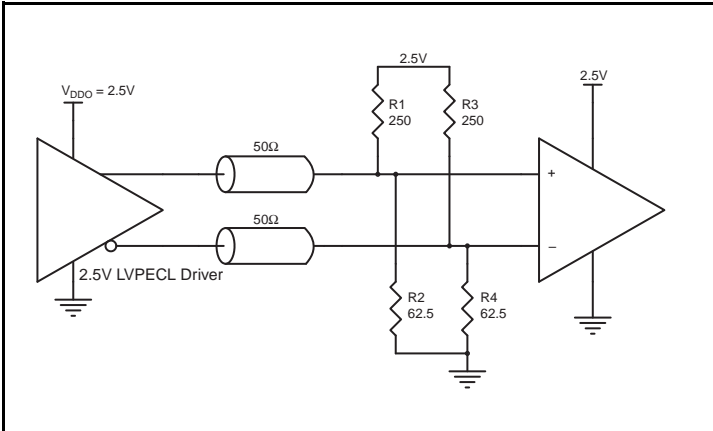 2.5V
V_DDO = 2.5V
2.5V
R1
250
R3
250
50Ω
+
50Ω
–
2.5V LVPECL Driver
R2
62.5
R4
62.5